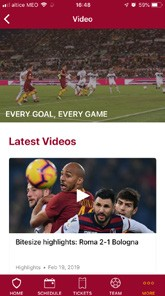 altice MEO
16:48
59%
Video
EVERY GOAL, EVERY GAME
Latest Videos
Bitesize highlights: Roma 2-1 Bologna
Highlights • Feb 19, 2019
HOME SCHEDULE TICKETS TEAM MORE